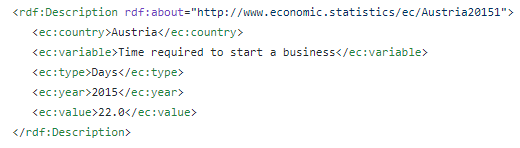 <rdf:Description rdf:about="http://www.economic.statistics/ec/Austria20151">
<ec:country>Austria</ec:country>
<ec:variable>Time required to start a business</ec:variable>
<ec:type>Days</ec:type>
<ec:year>2015</ec:year>
<ec:value>22.0</ec:value>
</rdf:Description>